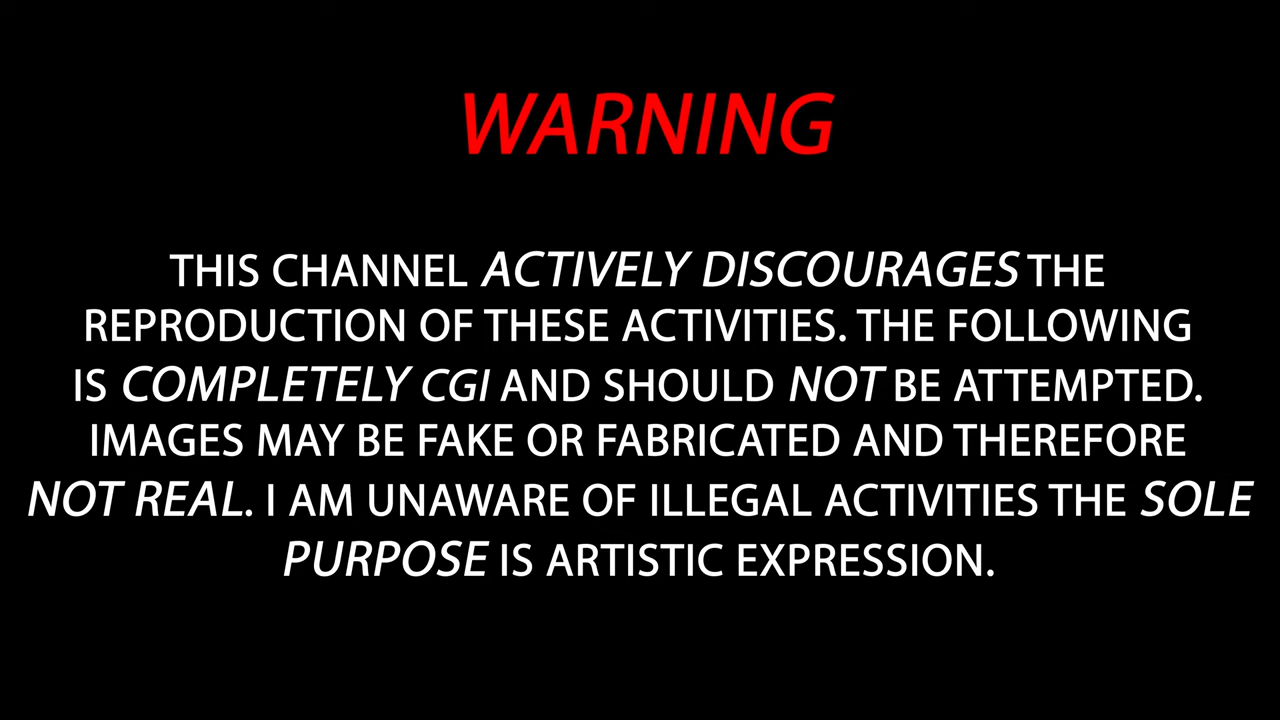 WARNING
THIS CHANNEL ACTIVELY DISCOURAGES THE
REPRODUCTION OF THESE ACTIVITIES. THE FOLLOWING
IS COMPLETELY CGI AND SHOULD NOT BE ATTEMPTED.
IMAGES MAY BE FAKE OR FABRICATED AND THEREFORE
NOT REAL. I AM UNAWARE OF ILLEGAL ACTIVITIES THE SOLE
PURPOSE IS ARTISTIC EXPRESSION.